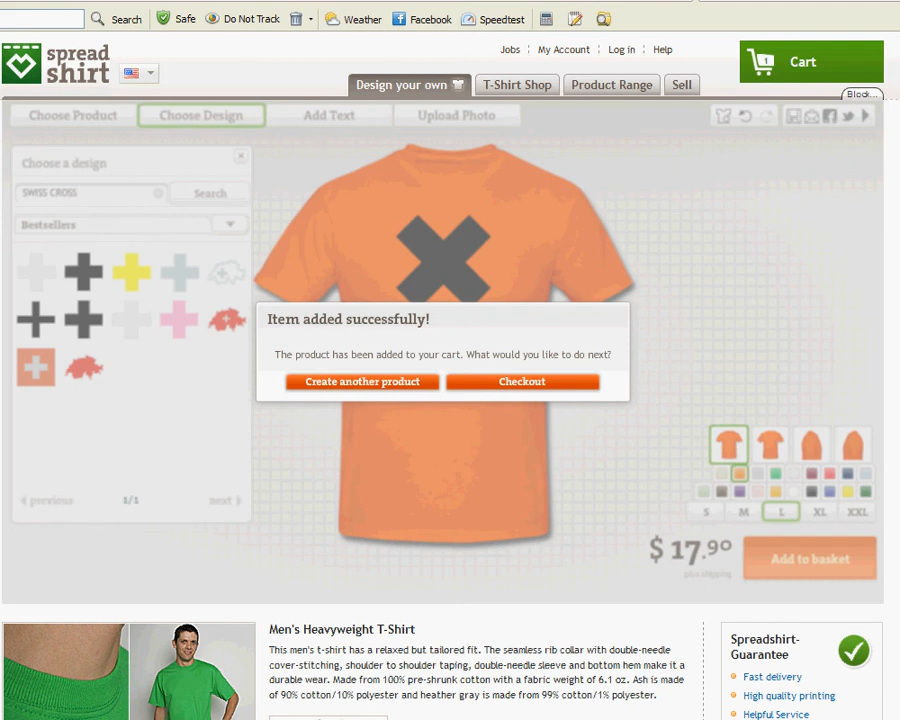 Search
Safe
Do Not Track
Weather
Facebook
Speedtest
spread
shirt
Jobs
My Account
Log in
Help
1
Cart
Design your own
T-Shirt Shop
Product Range
Sell
Block...
Choose Product
Choose Design
Add Text
Upload Photo
Choose a design
SWISS CROSS
Search
Bestsellers
Item added successfully!
The product has been added to your cart. What would you like to do next?
Create another product
Checkout
previous
1/1
next
S
M
L
XL
XXL
$ 17.90
plus shipping
Add to basket
Men's Heavyweight T-Shirt
This men's t-shirt has a relaxed but tailored fit. The seamless rib collar with double-needle
cover-stitching, shoulder to shoulder taping, double-needle sleeve and bottom hem make it a
durable wear. Made from 100% pre-shrunk cotton with a fabric weight of 6.1 oz. Ash is made
of 90% cotton/10% polyester and heather gray is made from 99% cotton/1% polyester.
Spreadshirt-
Guarantee
Fast delivery
High quality printing
Helpful Service